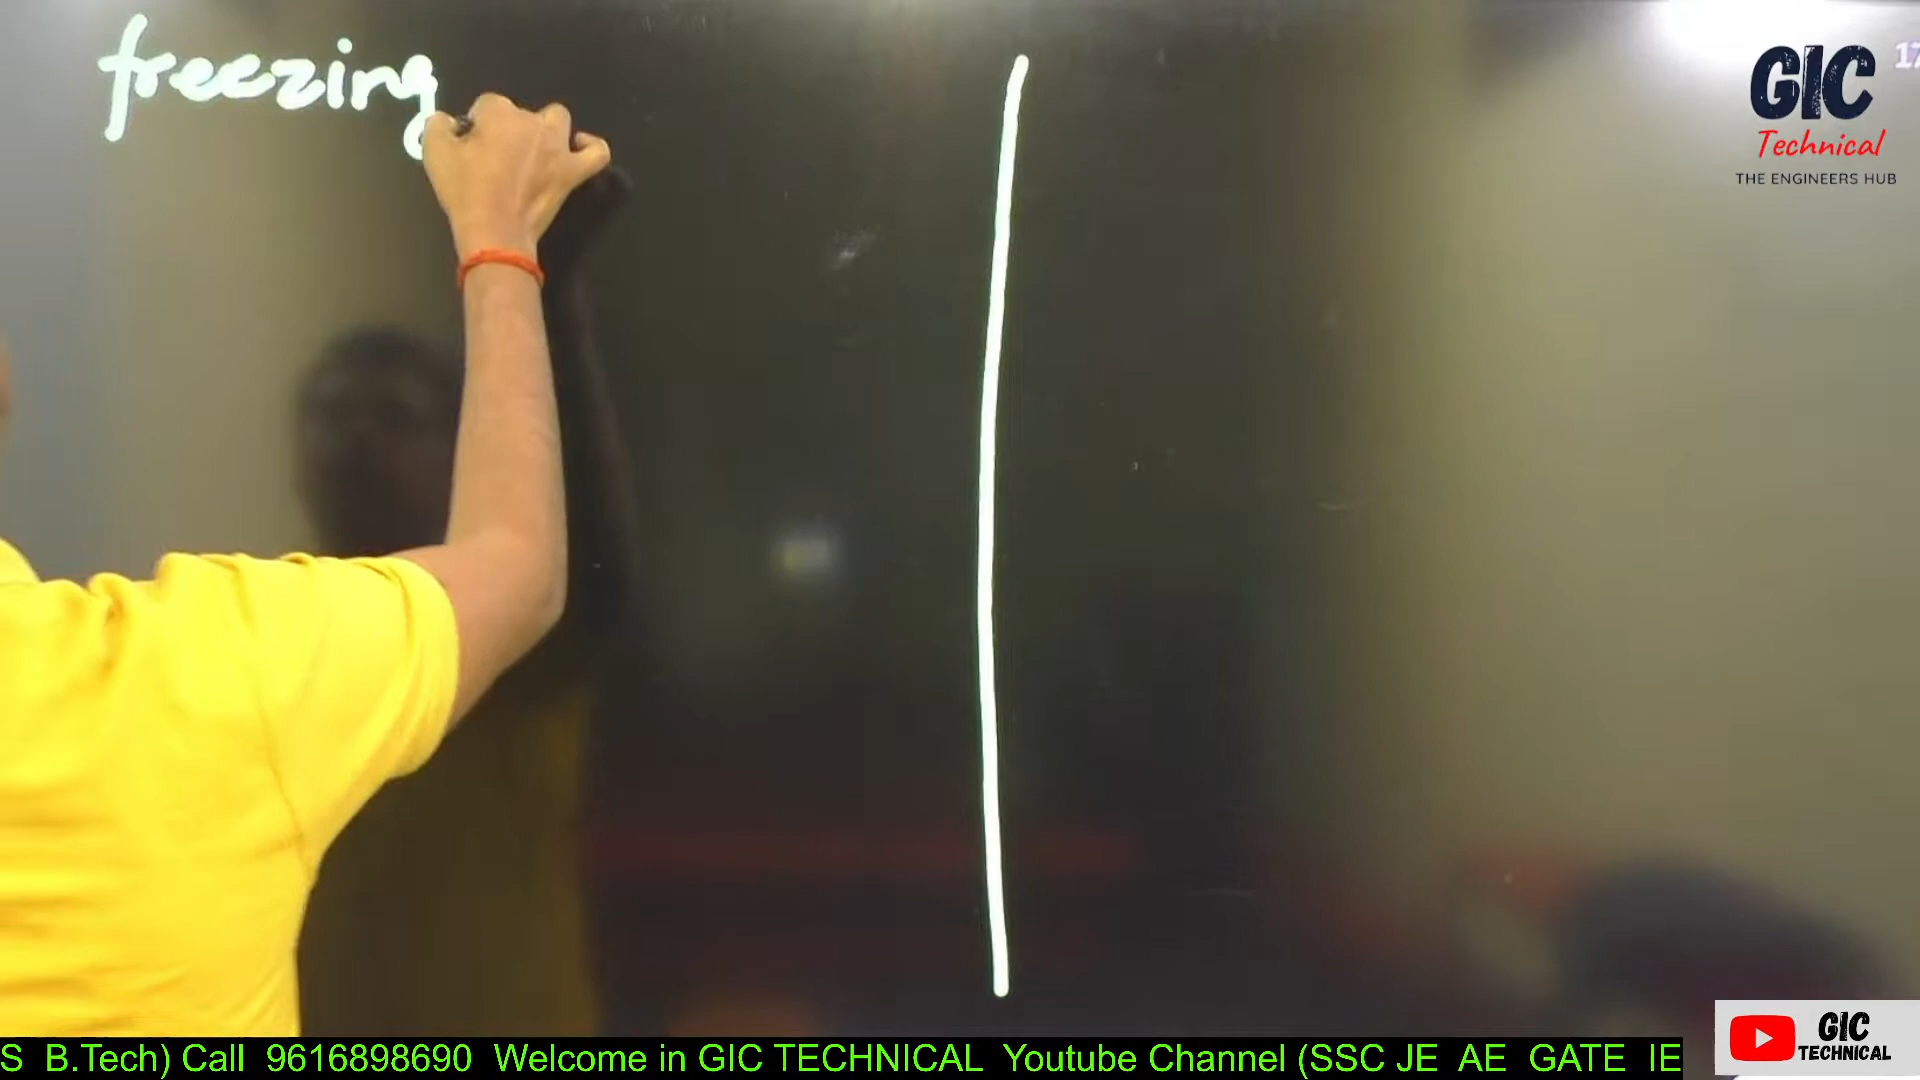 freezing
17
GIC
Technical
THE ENGINEERS HUB
S B.Tech) Call 9616898690 Welcome in GIC TECHNICAL Youtube Channel (SSC JE AE GATE IE
GIC
TECHNICAL